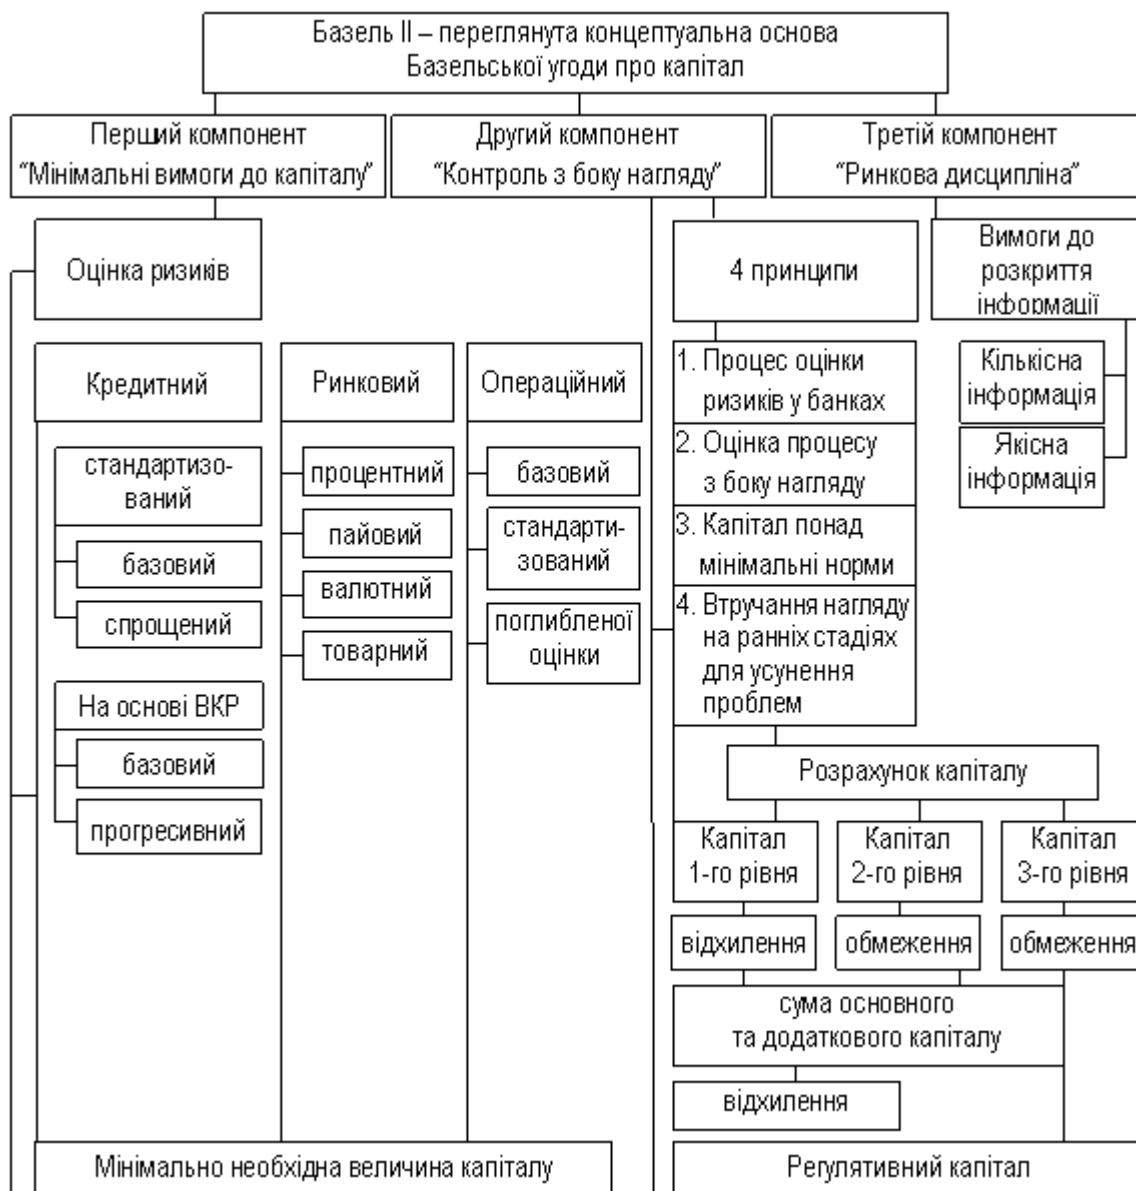 Базель II – переглянута концептуальна основа
Базельської угоди про капітал
Перший компонент
“Мінімальні вимоги до капіталу”
Другий компонент
“Контроль з боку нагляду”
Третій компонент
“Ринкова дисципліна”
Оцінка ризиків
4 принципи
Вимоги до
розкриття
інформації
Кредитний
Ринковий
Операційний
стандартизо-
ваний
базовий
спрощений
На основі ВКР
базовий
прогресивний
процентний
пайовий
валютний
товарний
базовий
стандарти-
зований
поглибленої
оцінки
1. Процес оцінки
ризиків у банках
2. Оцінка процесу
з боку нагляду
3. Капітал понад
мінімальні норми
4. Втручання нагляду
на ранніх стадіях
для усунення
проблем
Кількісна
інформація
Якісна
інформація
Розрахунок капіталу
Капітал
1-го рівня
Капітал
2-го рівня
Капітал
3-го рівня
відхилення
обмеження
обмеження
сума основного
та додаткового капіталу
відхилення
Мінімально необхідна величина капіталу
Регулятивний капітал